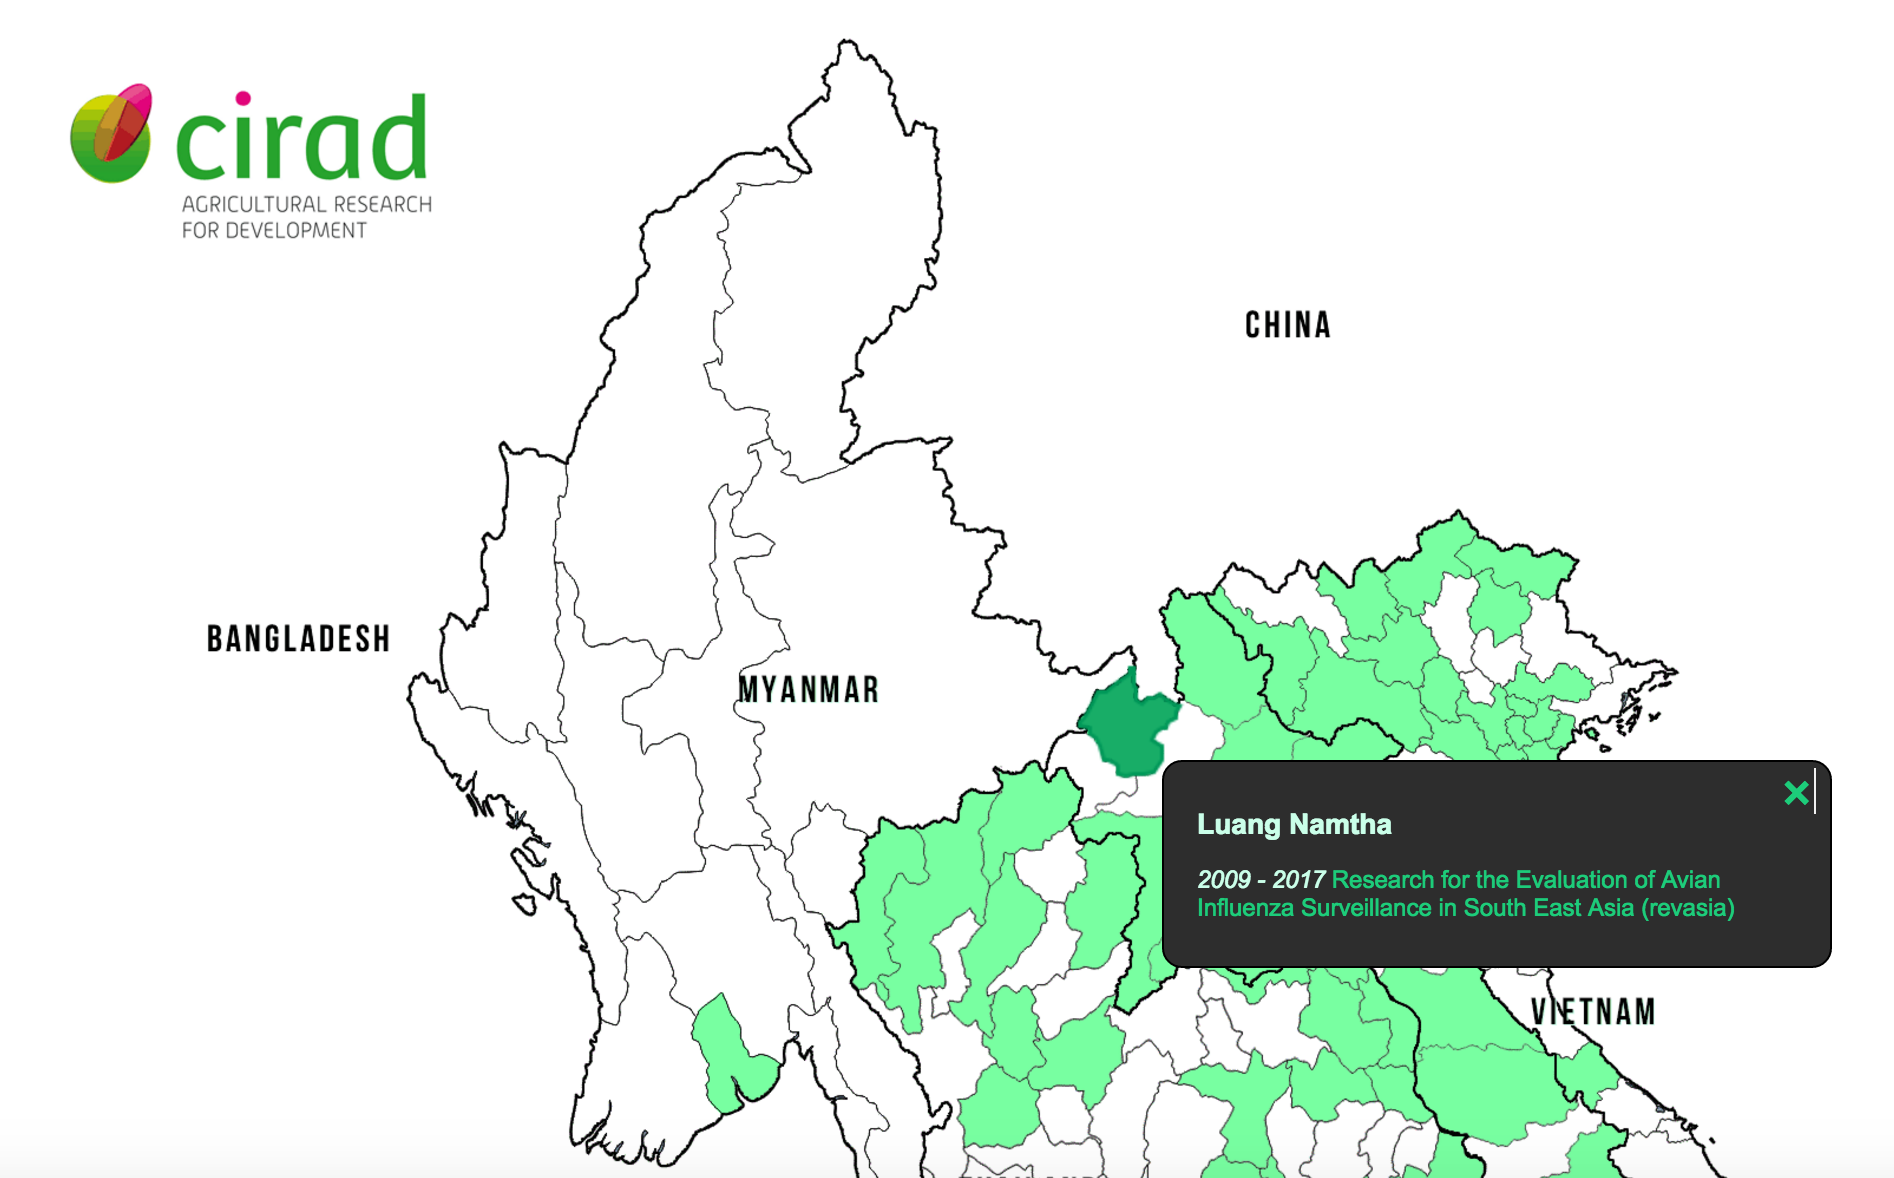 cirad
AGRICULTURAL RESEARCH
FOR DEVELOPMENT
CHINA
BANGLADESH
MYANMAR
Luang Namtha
2009 - 2017 Research for the Evaluation of Avian
Influenza Surveillance in South East Asia (revasia)
VIETNAM